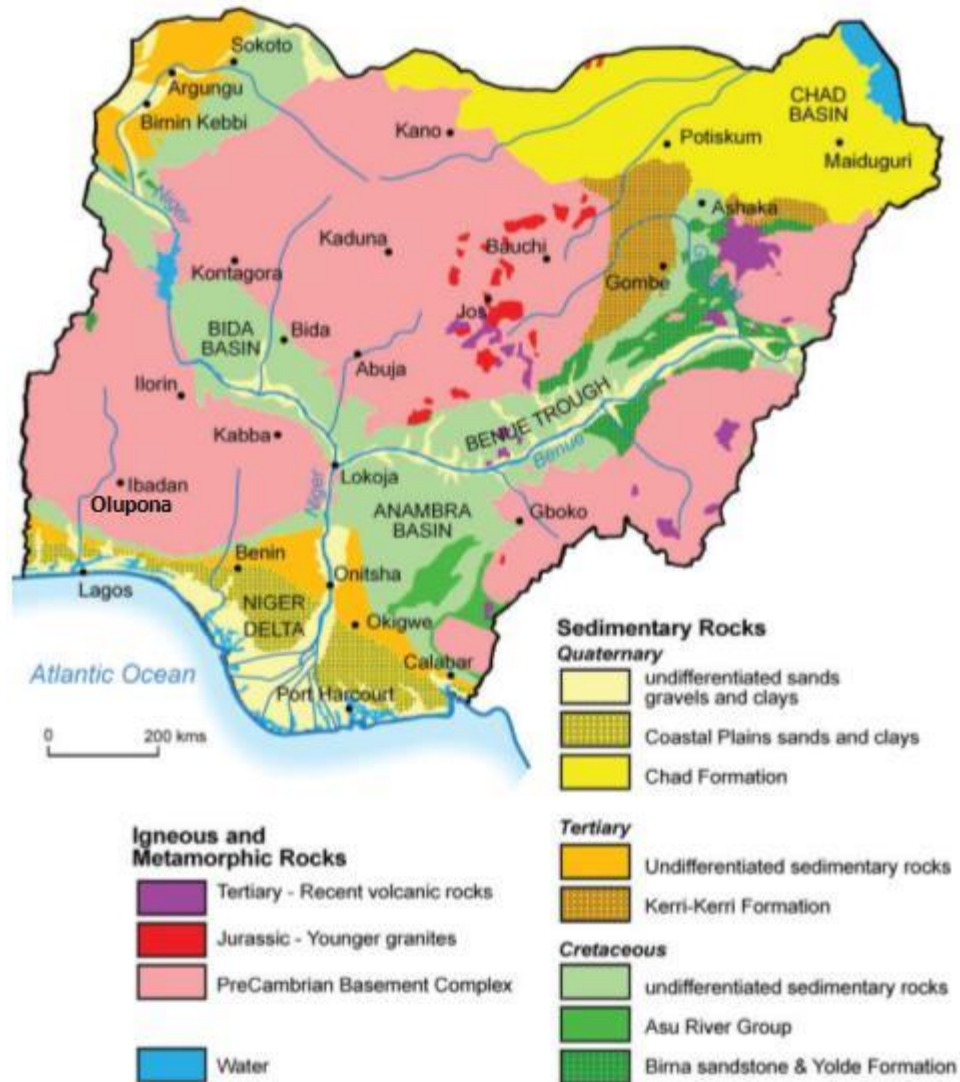 Sokoto
Argungu
Birnin Kebbi
Kano
CHAD
BASIN
Potiskum
Maiduguri
Niger
Ashaka
Kaduna
Bauchi
Kontagora
Gombe
Jos
BIDA
BASIN
Bida
Abuja
Ilorin
BENUE TROUGH
Kabba
Benue
Lokoja
Niger
Ibadan
Olupona
ANAMBRA
BASIN
Gboko
Benin
Onitsha
Lagos
NIGER
DELTA
Okigwe
Calabar
Atlantic Ocean
Port Harcourt
0 200 kms
Sedimentary Rocks
Quaternary
undifferentiated sands
gravels and clays
Coastal Plains sands and clays
Chad Formation
Tertiary
Undifferentiated sedimentary rocks
Kerri-Kerri Formation
Cretaceous
undifferentiated sedimentary rocks
Asu River Group
Birna sandstone & Yolde Formation
Igneous and
Metamorphic Rocks
Tertiary - Recent volcanic rocks
Jurassic - Younger granites
PreCambrian Basement Complex
Water